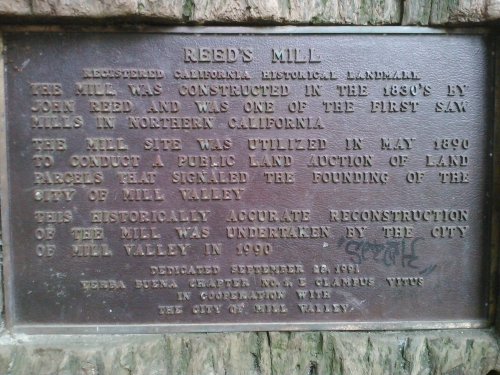 REED'S MILL
REGISTERED CALIFORNIA HISTORICAL LANDMARK
THE MILL WAS CONSTRUCTED IN THE 1830'S BY
JOHN REED AND WAS ONE OF THE FIRST SAW
MILLS IN NORTHERN CALIFORNIA
THE MILL SITE WAS UTILIZED IN MAY 1890
TO CONDUCT A PUBLIC LAND AUCTION OF LAND
PARCELS THAT SIGNALED THE FOUNDING OF THE
CITY OF MILL VALLEY
THIS HISTORICALLY ACCURATE RECONSTRUCTION
OF THE MILL WAS UNDERTAKEN BY THE CITY
OF MILL VALLEY IN 1990
DEDICATED SEPTEMBER 28, 1991
YERBA BUENA CHAPTER NO. 1, E CLAMPUS VITUS
IN COOPERATION WITH
THE CITY OF MILL VALLEY.